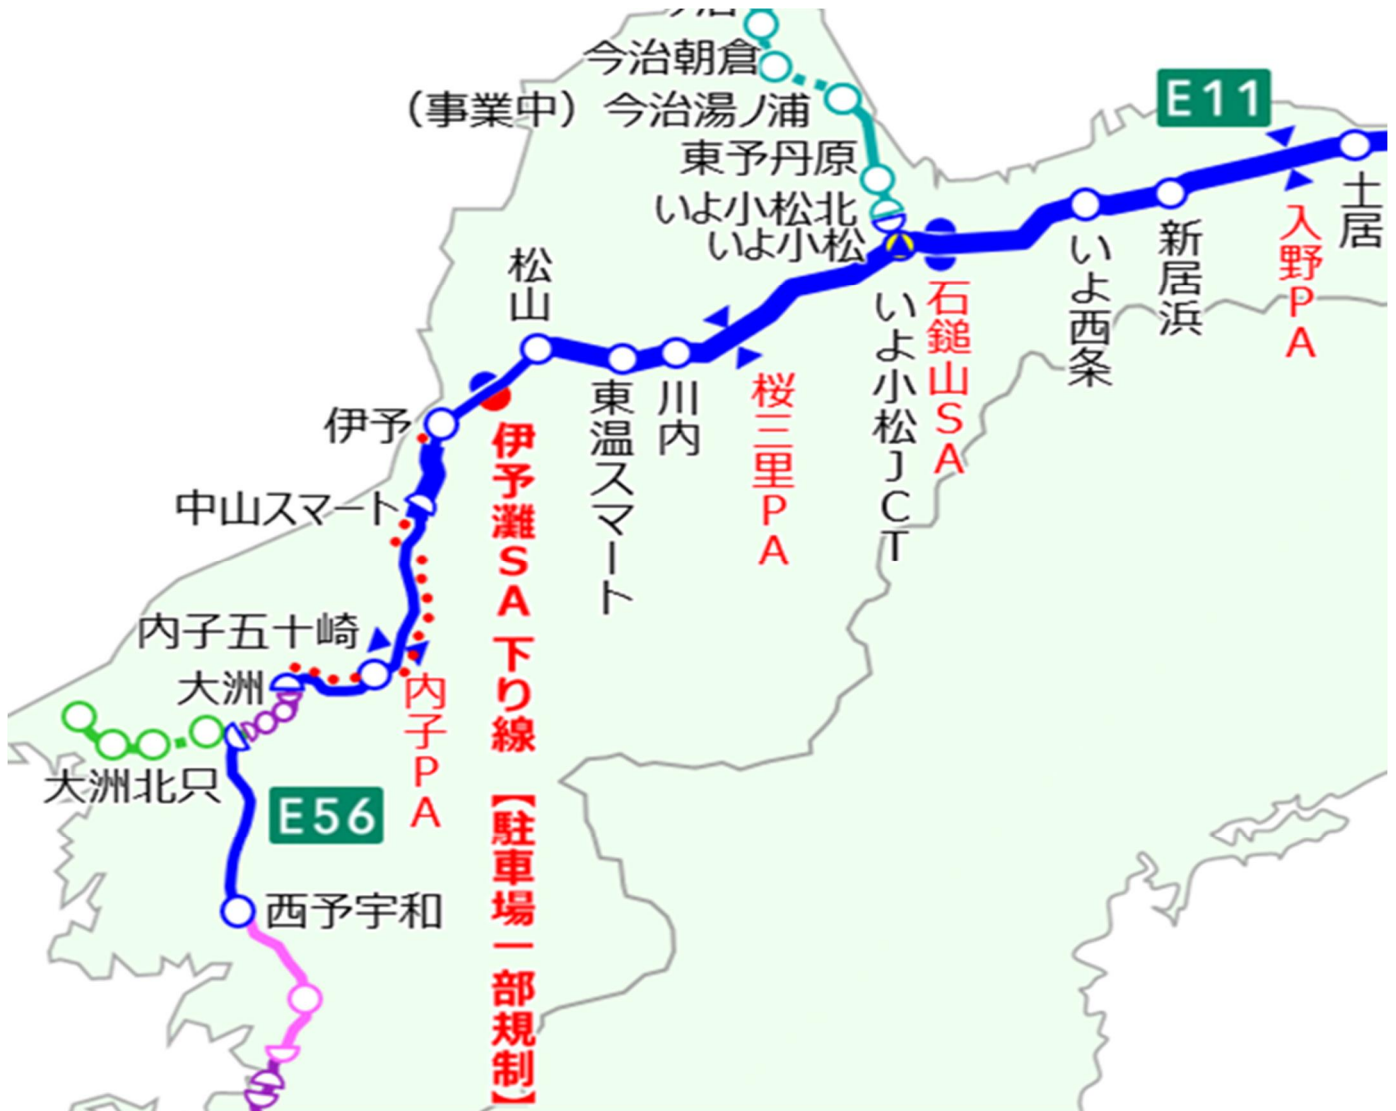 今治朝倉
（事業中）今治湯ノ浦
E11
東予丹原
いよ小松北
いよ小松
土居
入野PA
新居浜
いよ西条
石鎚山SA
いよ小松JCT
松山
川内
東温スマート
桜三里PA
伊予
伊予灘SA 下り線 【駐車場一部規制】
中山スマート
内子五十崎
大洲
内子PA
大洲北只
E56
西予宇和